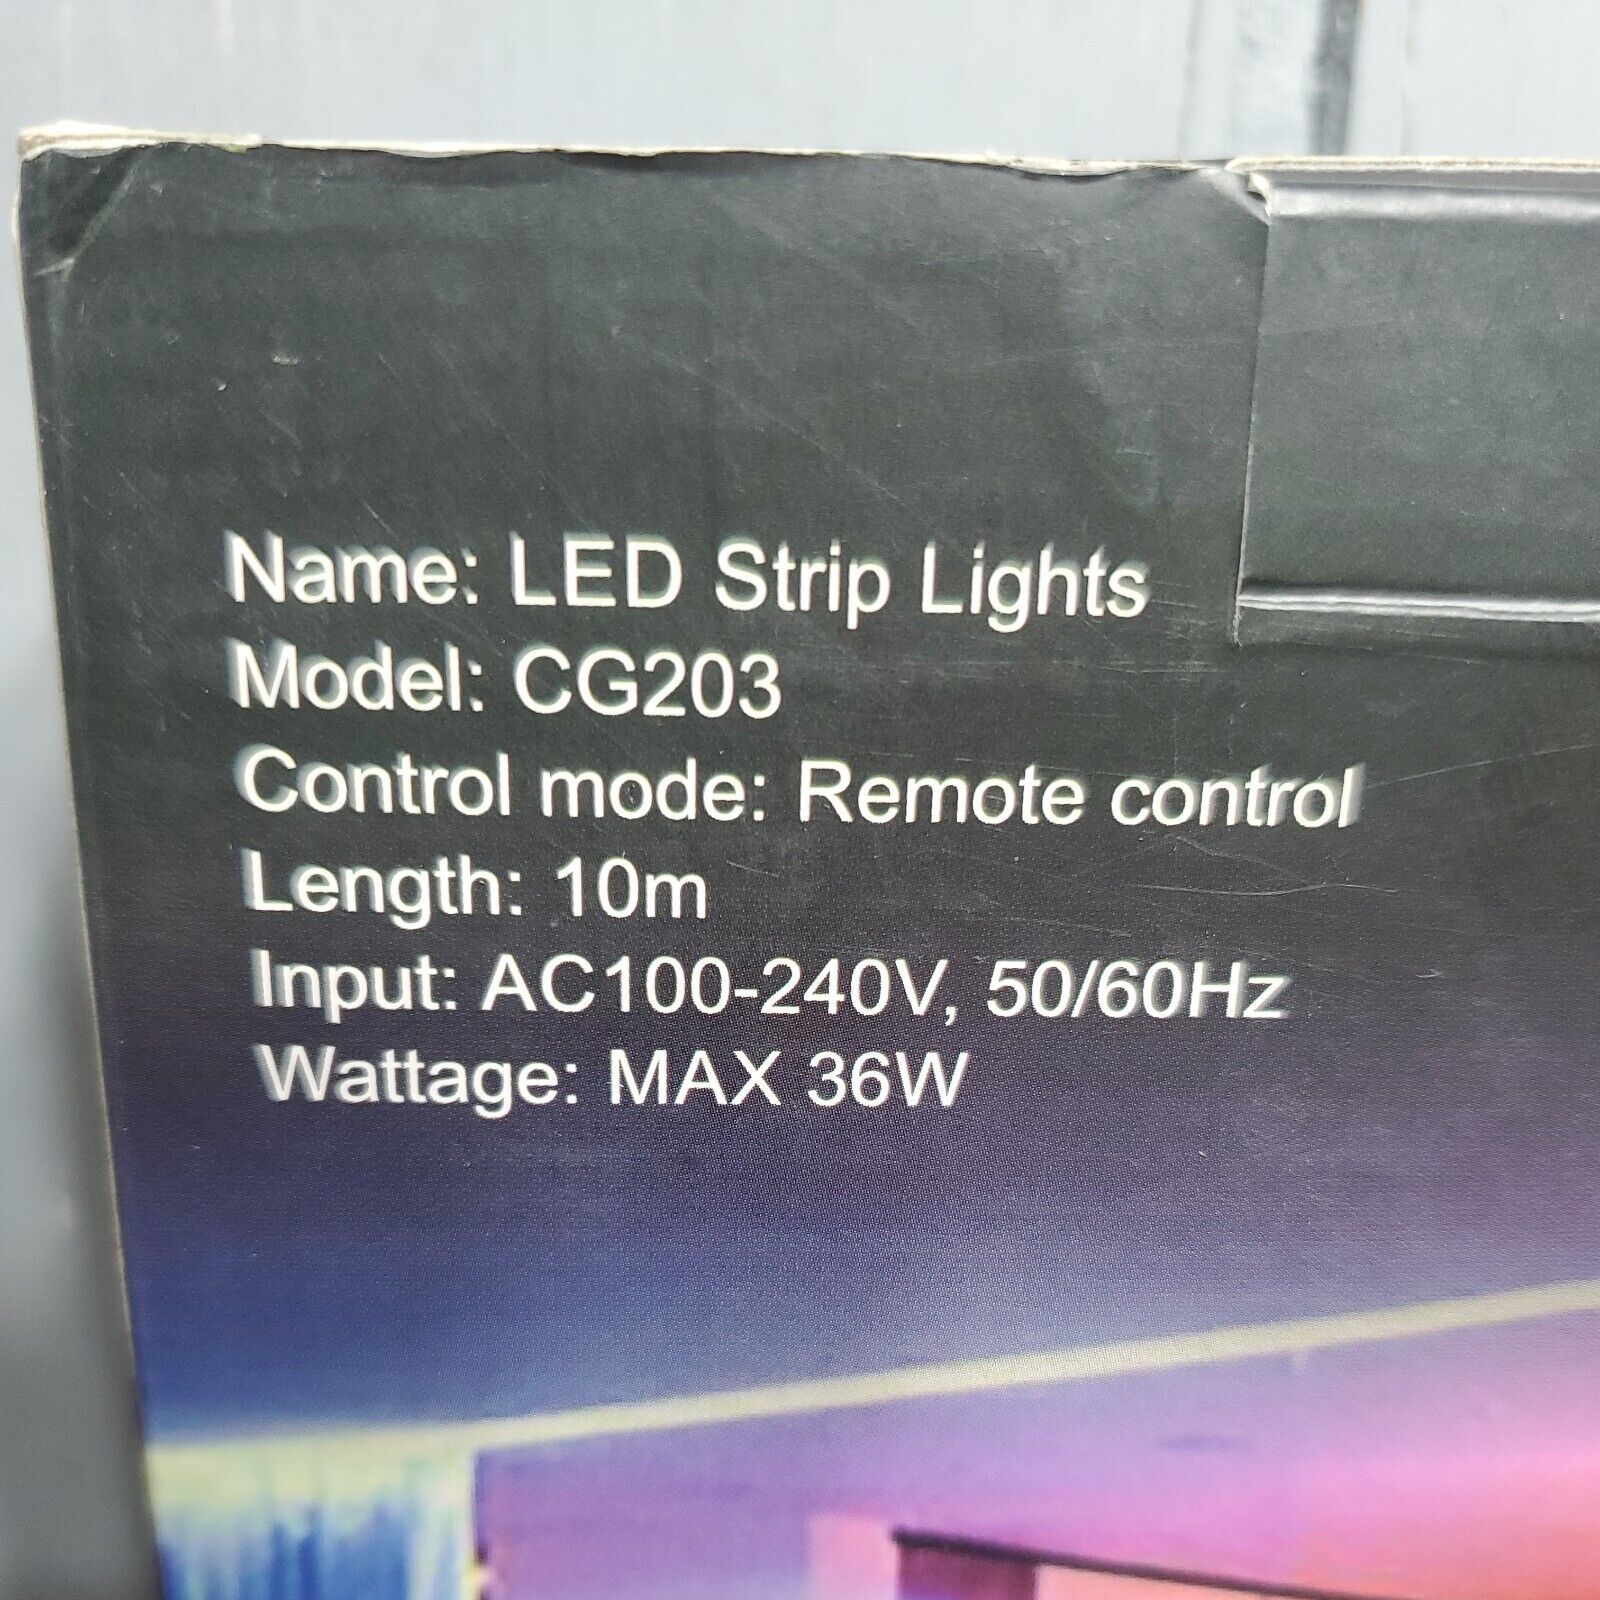 Name: LED Strip Lights
Model: CG203
Control mode: Remote control
Length: 10m
Input: AC100-240V, 50/60Hz
Wattage: MAX 36W